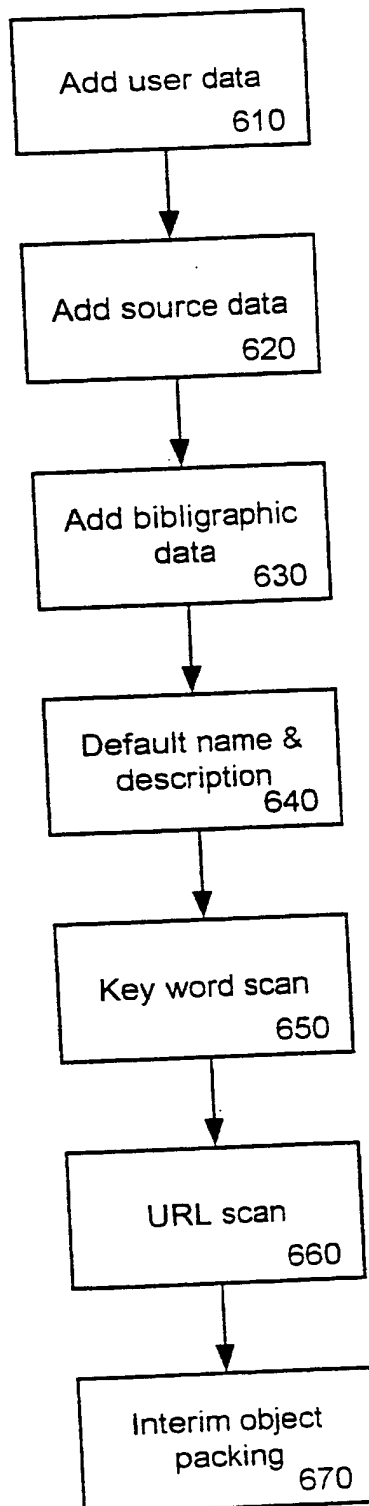 Add user data
610
Add source data
620
Add bibligraphic
data
630
Default name &
description
640
Key word scan
650
URL scan
660
Interim object
packing
670